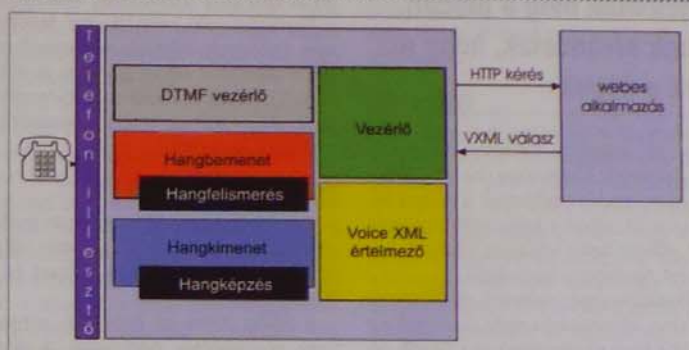 Telefon illesztő
DTMF vezérlő
Hangbemenet
Hangfelismerés
Hangkimenet
Hangképzés
Vezérlő
Voice XML
értelmező
HTTP kérés
VXML válasz
webes
alkalmazás